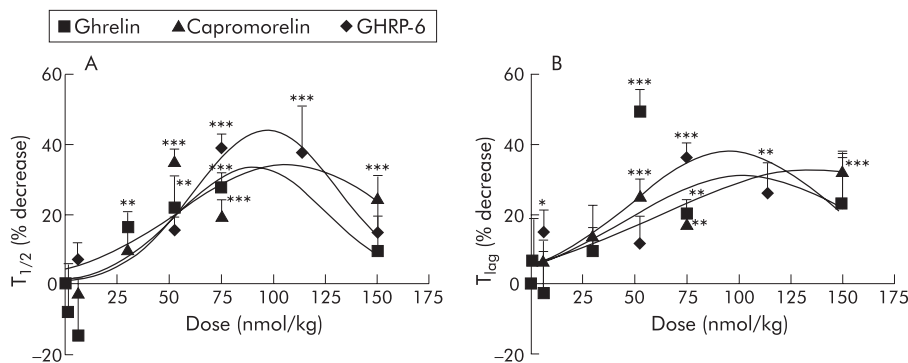 ■ Ghrelin ▲ Capromorelin ◆ GHRP-6
A
60
40
20
0
−20
T1/2 (% decrease)
25 50 75 100 125 150 175
Dose (nmol/kg)
** *** ** *** *** *** *** ***
B
60
40
20
0
−20
Tlag (% decrease)
25 50 75 100 125 150 175
Dose (nmol/kg)
* *** *** *** ** ** ** ***